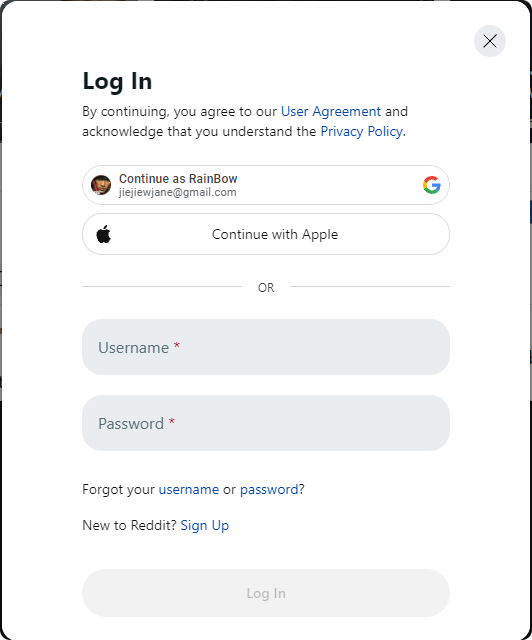 Log In
By continuing, you agree to our User Agreement and
acknowledge that you understand the Privacy Policy.
Continue as RainBow
jiejiewjane@gmail.com
Continue with Apple
OR
Username *
Password *
Forgot your username or password?
New to Reddit? Sign Up
Log In